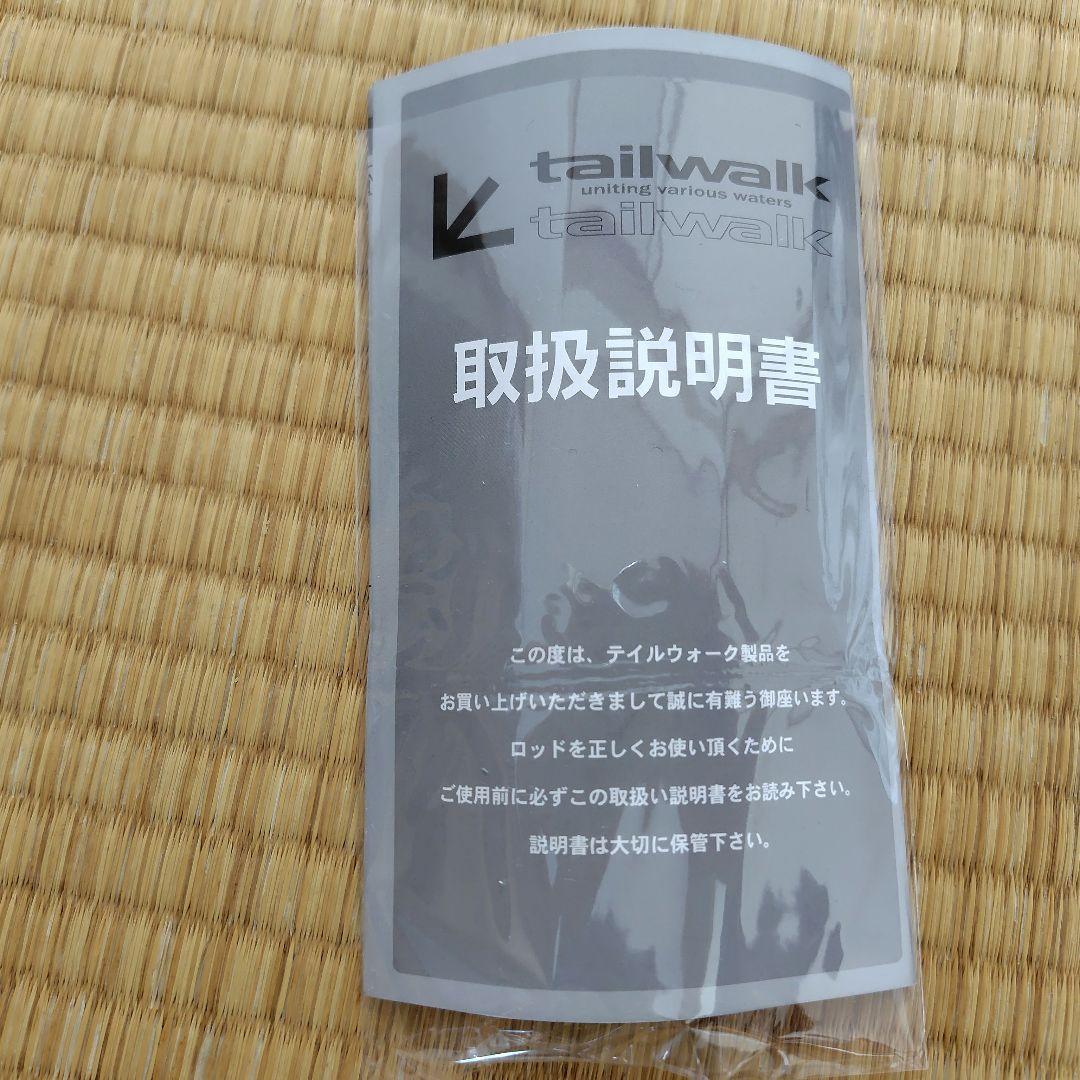 tailwalk
uniting various waters
tailwalk
取扱説明書
この度は、テイルウォーク製品を
お買い上げいただきまして誠に有難う御座います。
ロッドを正しくお使い頂くために
ご使用前に必ずこの取扱い説明書をお読み下さい。
説明書は大切に保管下さい。